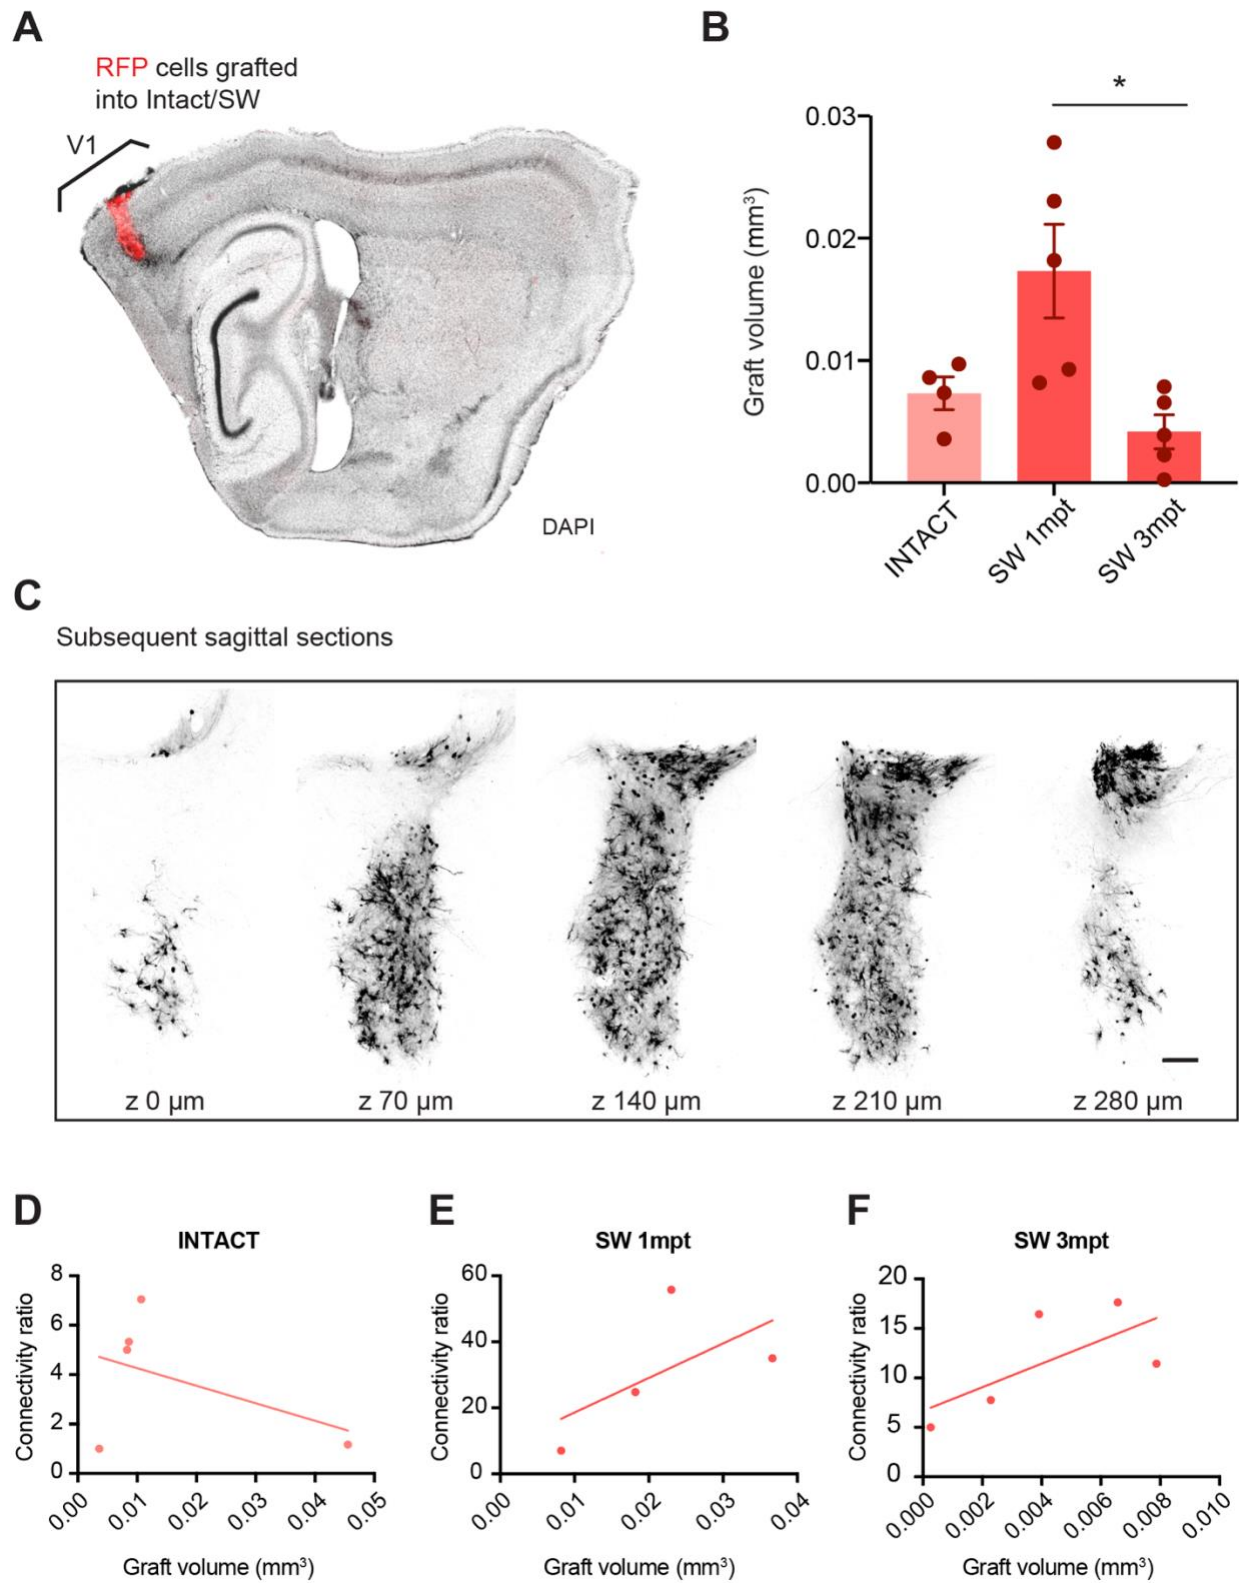 A
RFP cells grafted
into Intact/SW
V1
DAPI
B
*
0.03
0.02
0.01
0.00
Graft volume (mm³)
INTACT
SW 1mpt
SW 3mpt
C
Subsequent sagittal sections
z 0 µm
z 70 µm
z 140 µm
z 210 µm
z 280 µm
D
INTACT
Connectivity ratio
8
6
4
2
0
0.00 0.01 0.02 0.03 0.04 0.05
Graft volume (mm³)
E
SW 1mpt
Connectivity ratio
60
40
20
0
0.00 0.01 0.02 0.03 0.04
Graft volume (mm³)
F
SW 3mpt
Connectivity ratio
20
15
10
5
0
0.000 0.002 0.004 0.006 0.008 0.010
Graft volume (mm³)